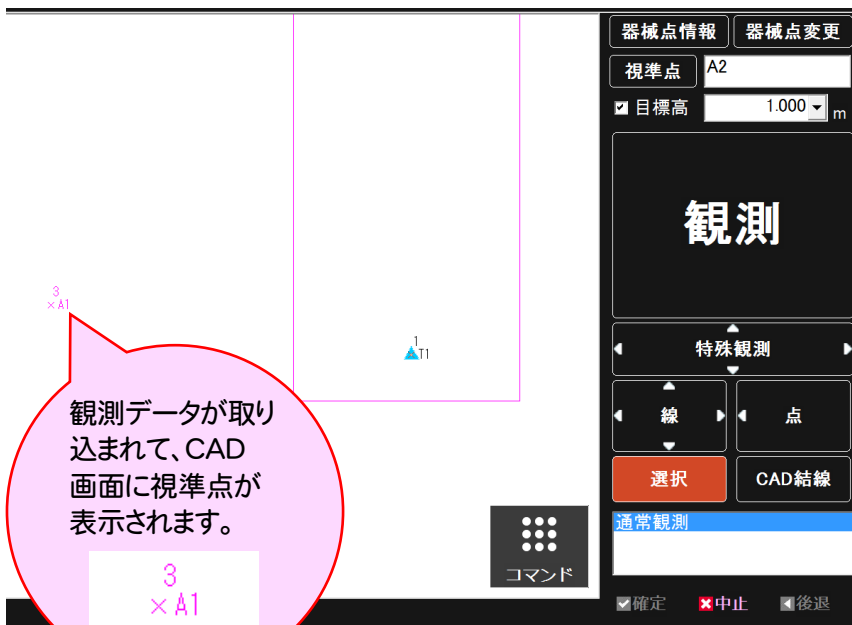 器械点情報
器械点変更
視準点
A2
目標高
1.000
m
観測
特殊観測
線
点
選択
CAD結線
通常観測
確定
中止
後退
3
×A1
1
T1
観測データが取り
込まれて、CAD
画面に視準点が
表示されます。
3
×A1
コマンド